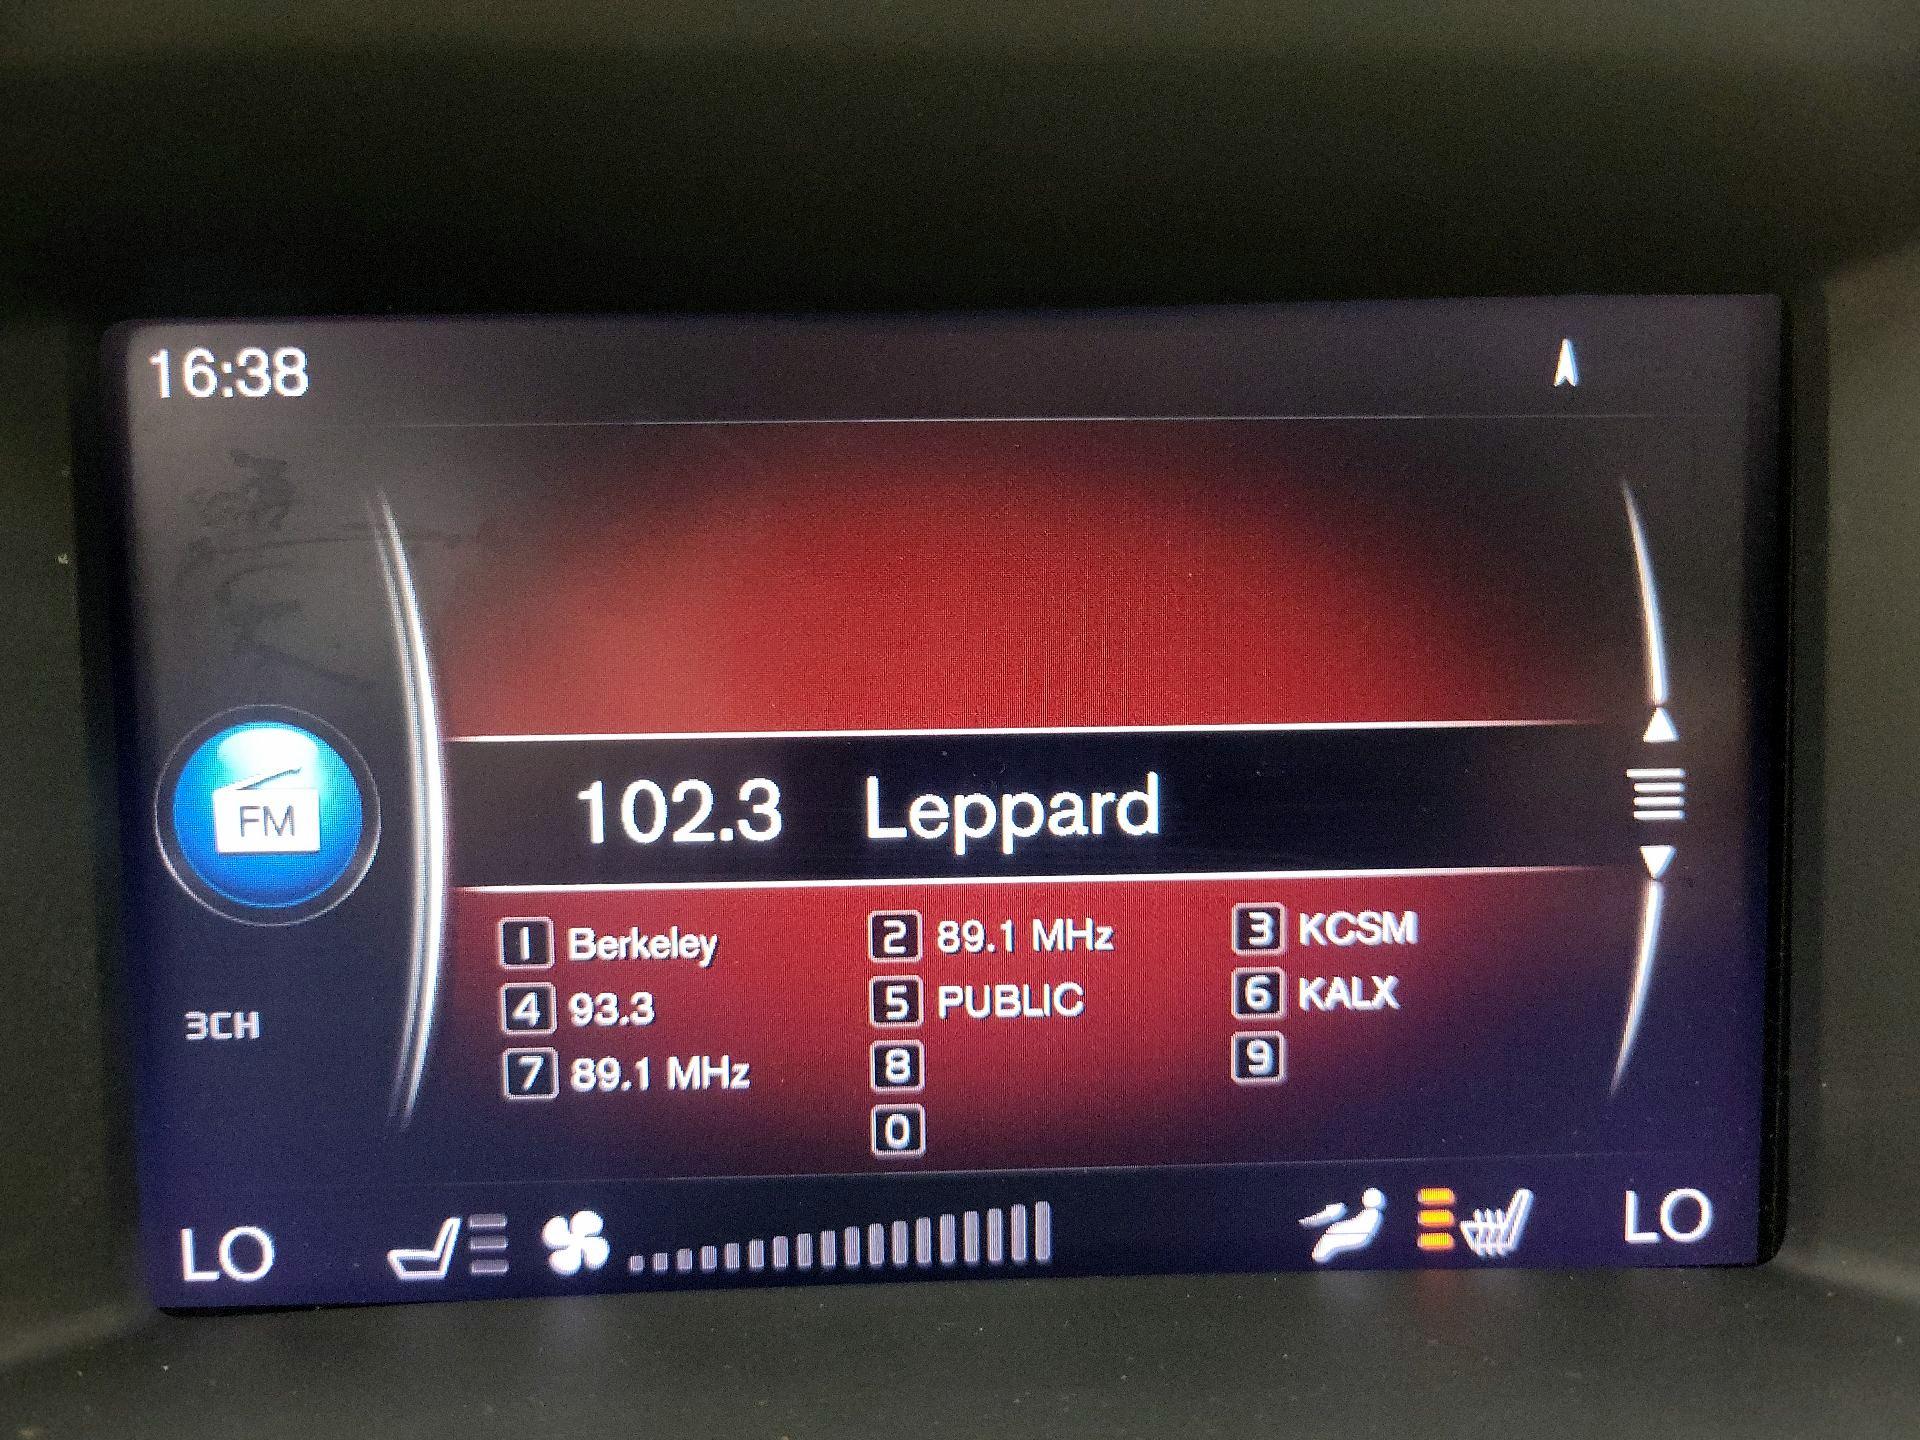 16:38
FM
102.3 Leppard
1 Berkeley 2 89.1 MHz 3 KCSM
4 93.3 5 PUBLIC 6 KALX
7 89.1 MHz 8 9
0
3CH
LO LO